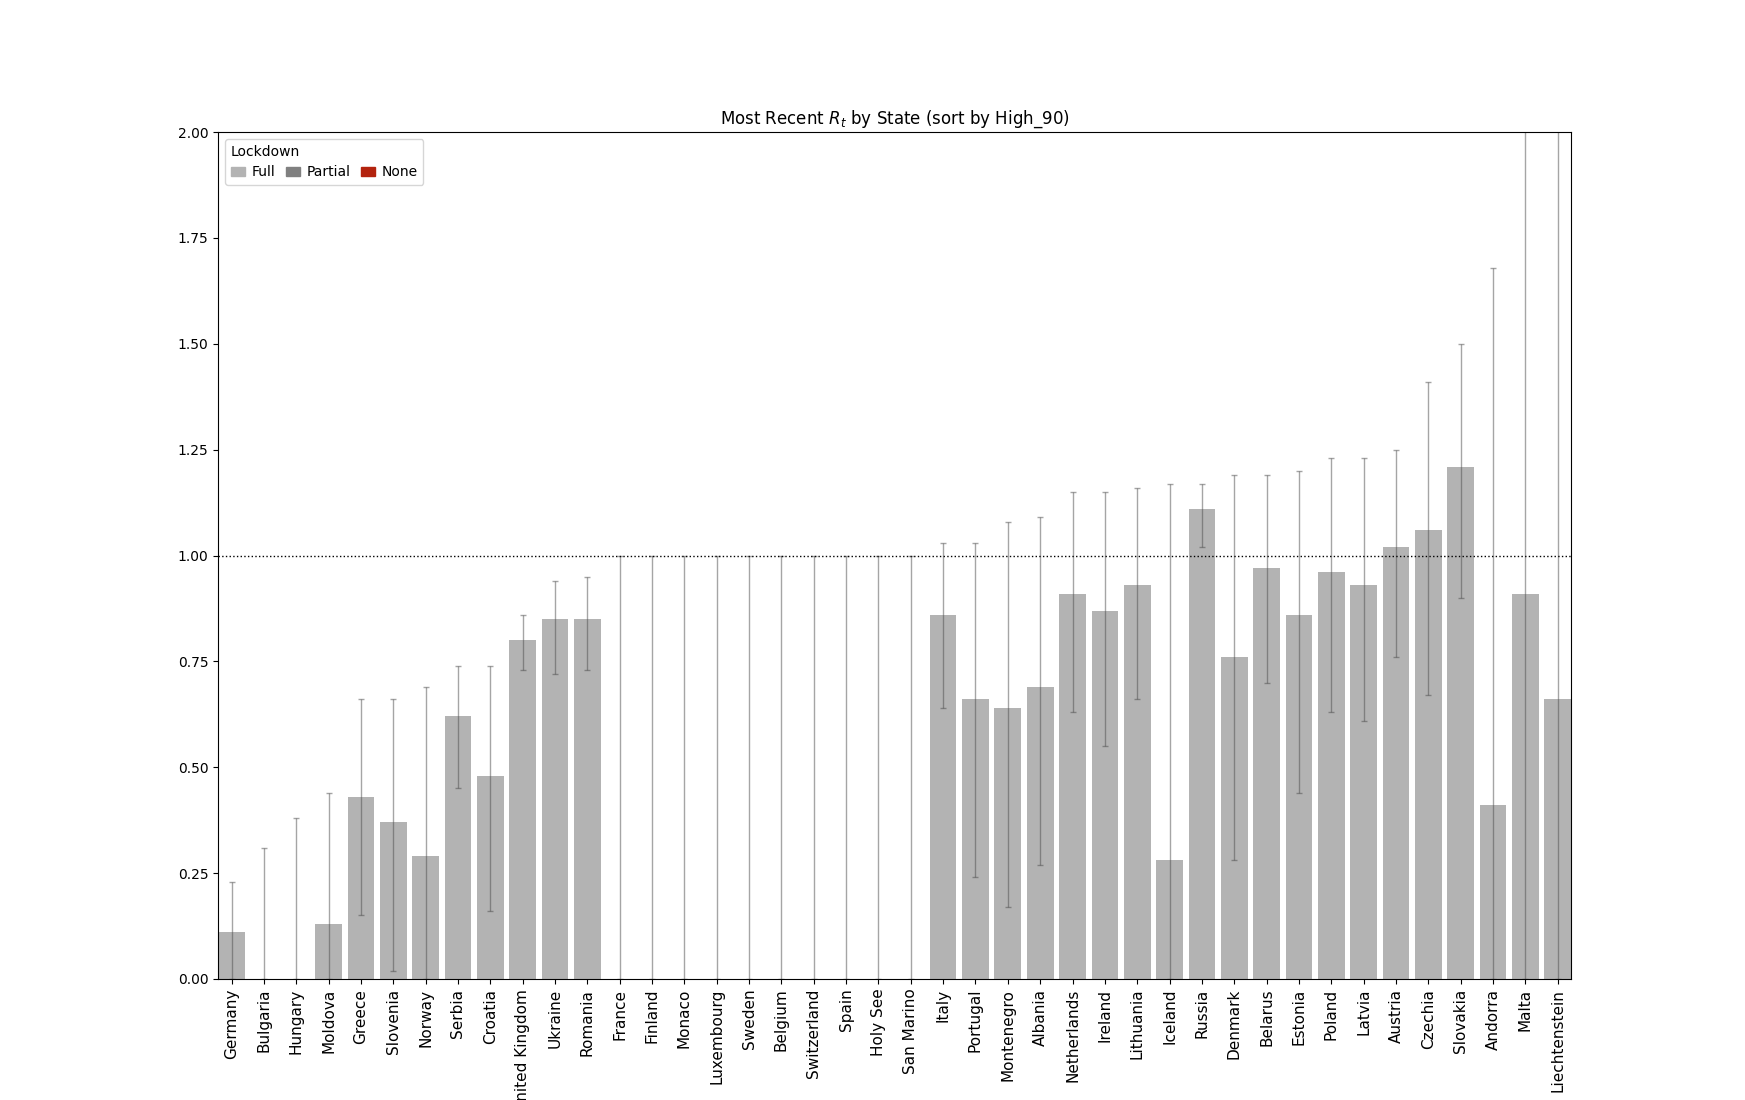 Most Recent R_t by State (sort by High_90)
Lockdown
Full Partial None
2.00
1.75
1.50
1.25
1.00
0.75
0.50
0.25
0.00
Germany
Bulgaria
Hungary
Moldova
Greece
Slovenia
Norway
Serbia
Croatia
nited Kingdom
Ukraine
Romania
France
Finland
Monaco
Luxembourg
Sweden
Belgium
Switzerland
Spain
Holy See
San Marino
Italy
Portugal
Montenegro
Albania
Netherlands
Ireland
Lithuania
Iceland
Russia
Denmark
Belarus
Estonia
Poland
Latvia
Austria
Czechia
Slovakia
Andorra
Malta
Liechtenstein